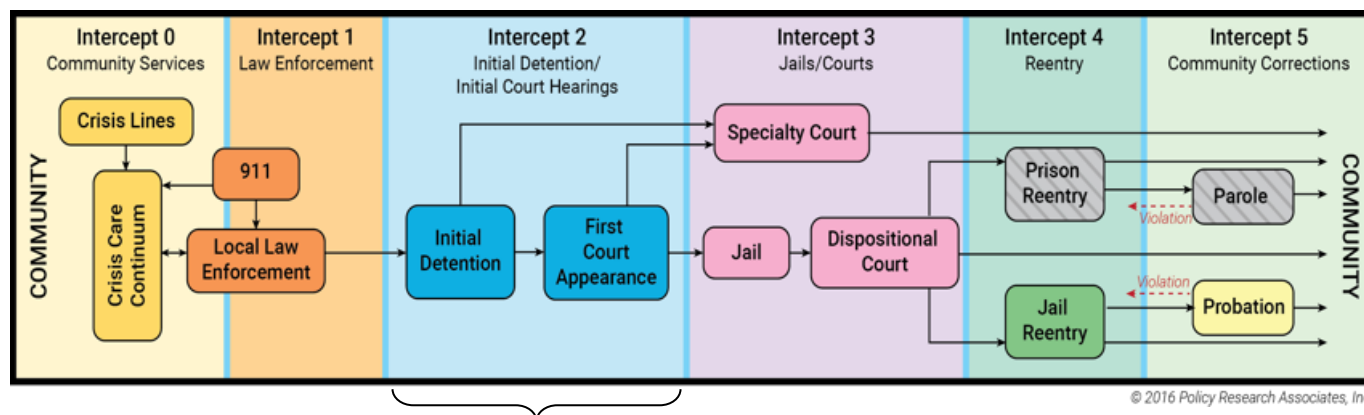 Intercept 0
Community Services
Intercept 1
Law Enforcement
Intercept 2
Initial Detention/
Initial Court Hearings
Intercept 3
Jails/Courts
Intercept 4
Reentry
Intercept 5
Community Corrections
COMMUNITY
Crisis Lines
Crisis Care
Continuum
911
Local Law
Enforcement
Initial
Detention
First
Court
Appearance
Specialty Court
Jail
Dispositional
Court
Prison
Reentry
Parole
Violation
Jail
Reentry
Violation
Probation
COMMUNITY
© 2016 Policy Research Associates, In